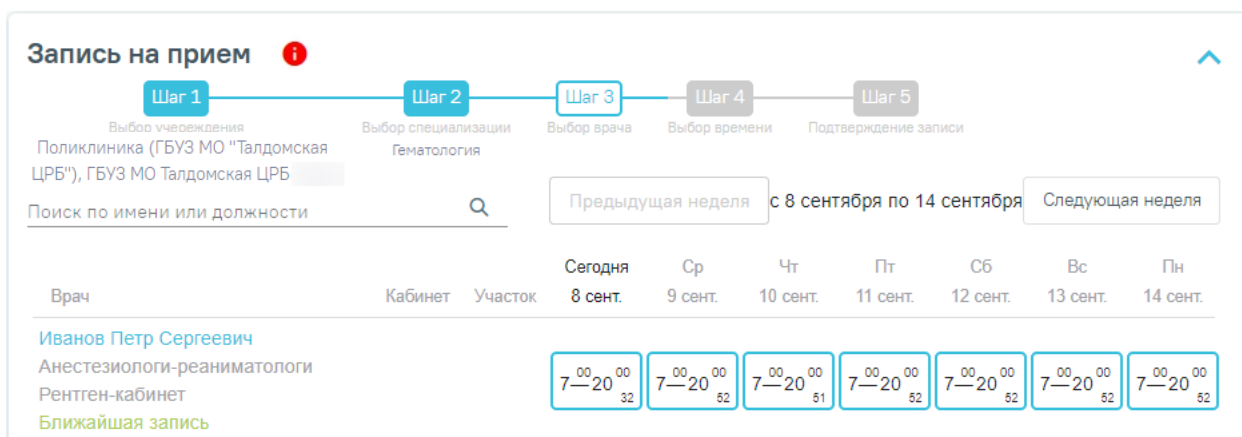 Запись на прием
Шаг 1 Шаг 2 Шаг 3 Шаг 4 Шаг 5
Выбор учереждения Выбор специализации Выбор врача Выбор времени Подтверждение записи
Поликлиника (ГБУЗ МО "Талдомская ЦРБ"), ГБУЗ МО Талдомская ЦРБ
Гематология
Поиск по имени или должности
Предыдущая неделя с 8 сентября по 14 сентября Следующая неделя
Сегодня Ср Чт Пт Сб Вс Пн
Врач Кабинет Участок 8 сент. 9 сент. 10 сент. 11 сент. 12 сент. 13 сент. 14 сент.
Иванов Петр Сергеевич
Анестезиологи-реаниматологи
Рентген-кабинет
Ближайшая запись
7 00 — 20 00 32
7 00 — 20 00 52
7 00 — 20 00 51
7 00 — 20 00 52
7 00 — 20 00 52
7 00 — 20 00 52
7 00 — 20 00 52